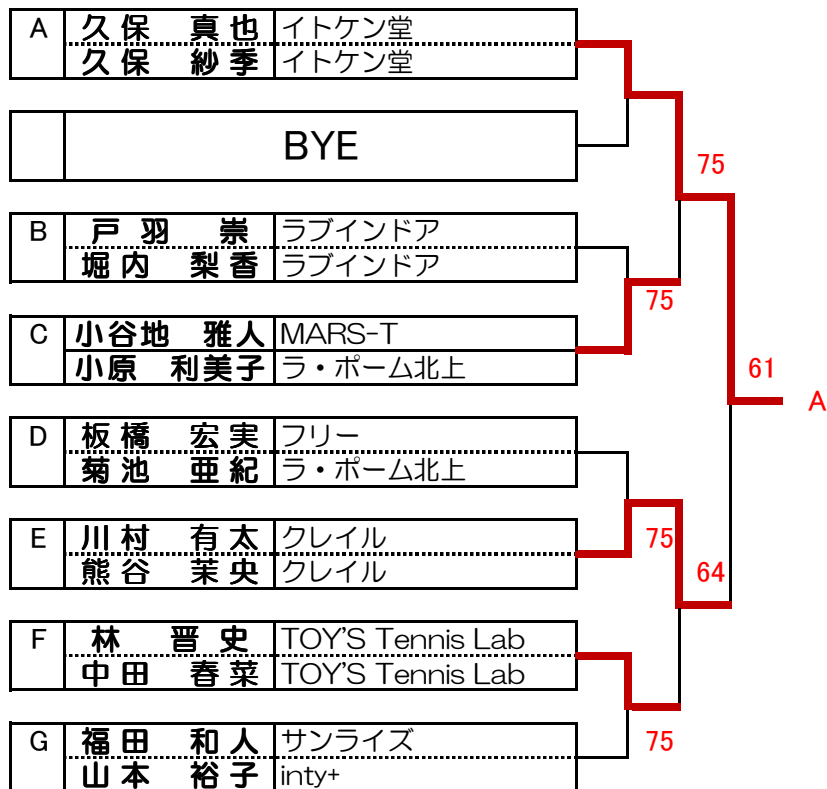 A 久保 真也 イトケン堂
久保 紗季 イトケン堂
BYE
75
B 戸羽 崇 ラブインドア
堀内 梨香 ラブインドア
75
C 小谷地 雅人 MARS-T
小原 利美子 ラ・ポーム北上
61
A
D 板橋 宏実 フリー
菊池 亜紀 ラ・ポーム北上
E 川村 有太 クレイル
75
熊谷 茉央 クレイル
64
F 林 晋史 TOY'S Tennis Lab
中田 春菜 TOY'S Tennis Lab
G 福田 和人 サンライズ
75
山本 裕子 inty+